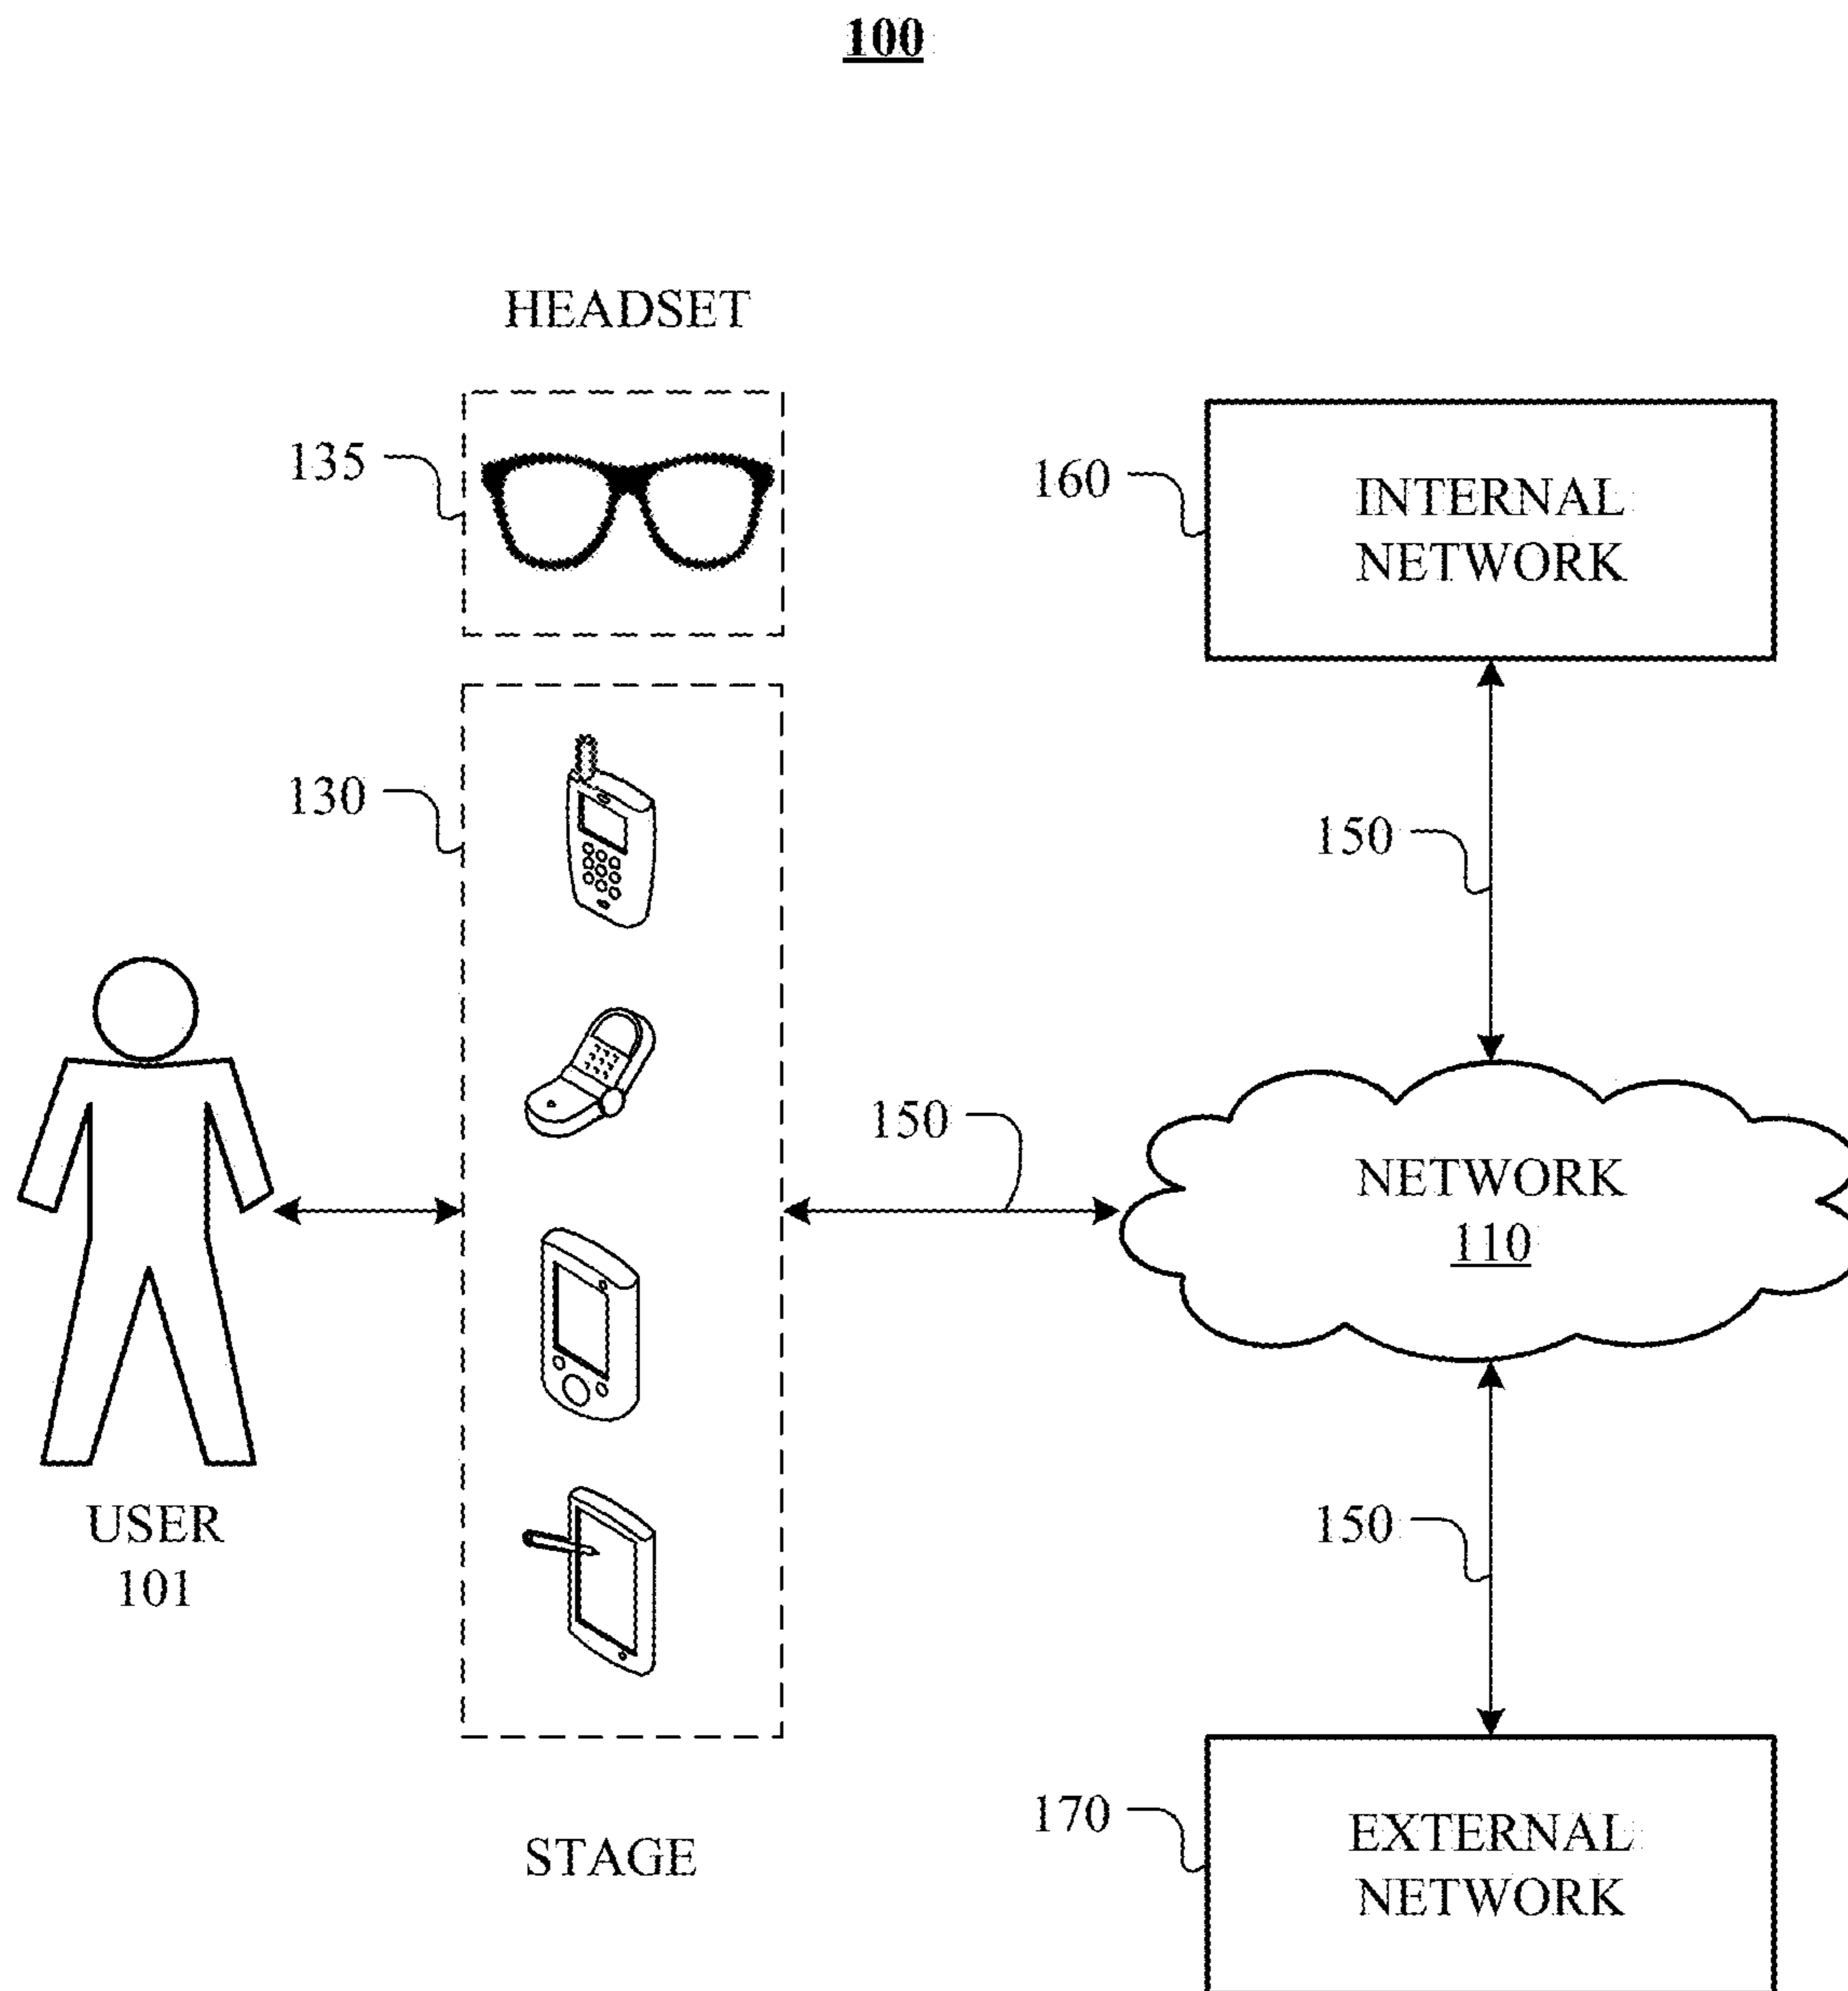 100
HEADSET
135
160
INTERNAL
NETWORK
130
150
150
NETWORK
110
USER
101
150
STAGE
170
EXTERNAL
NETWORK